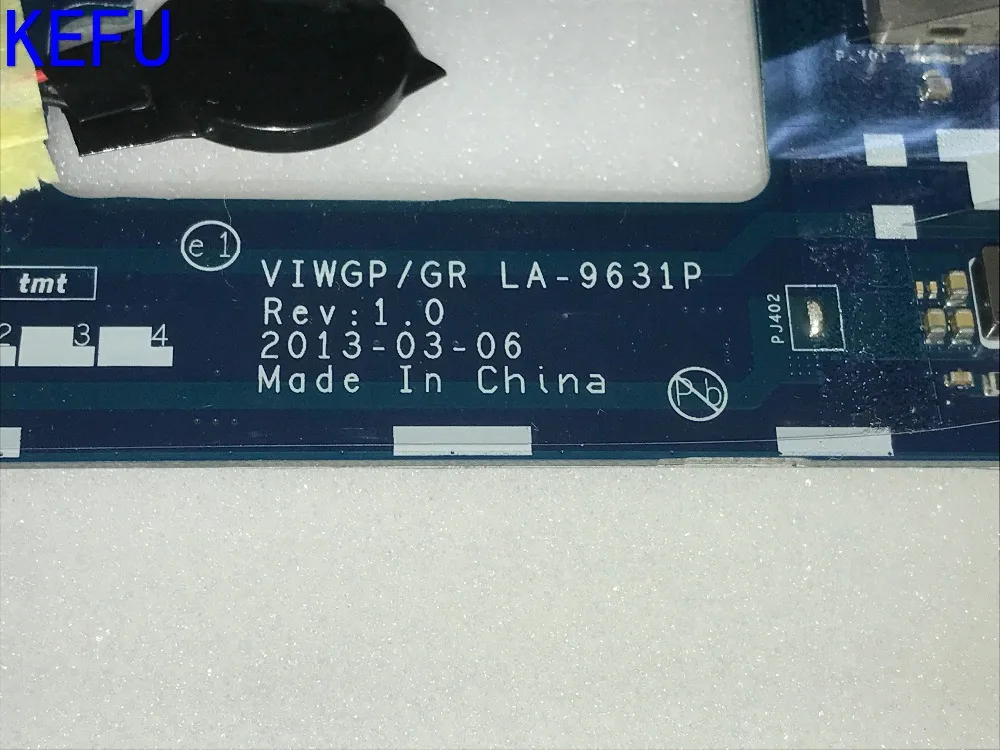 KEFU
e 1
VIWGP/GR LA-9631P
tmt
Rev:1.0
2 3 4
2013-03-06
Made In China
Pb
PJ402